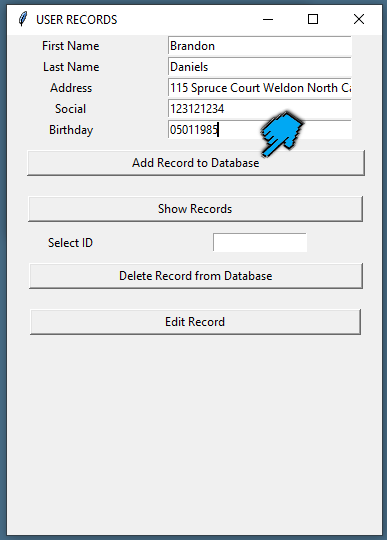 USER RECORDS
First Name Brandon
Last Name Daniels
Address 115 Spruce Court Weldon North Ca
Social 123121234
Birthday 05011985
Add Record to Database
Show Records
Select ID
Delete Record from Database
Edit Record